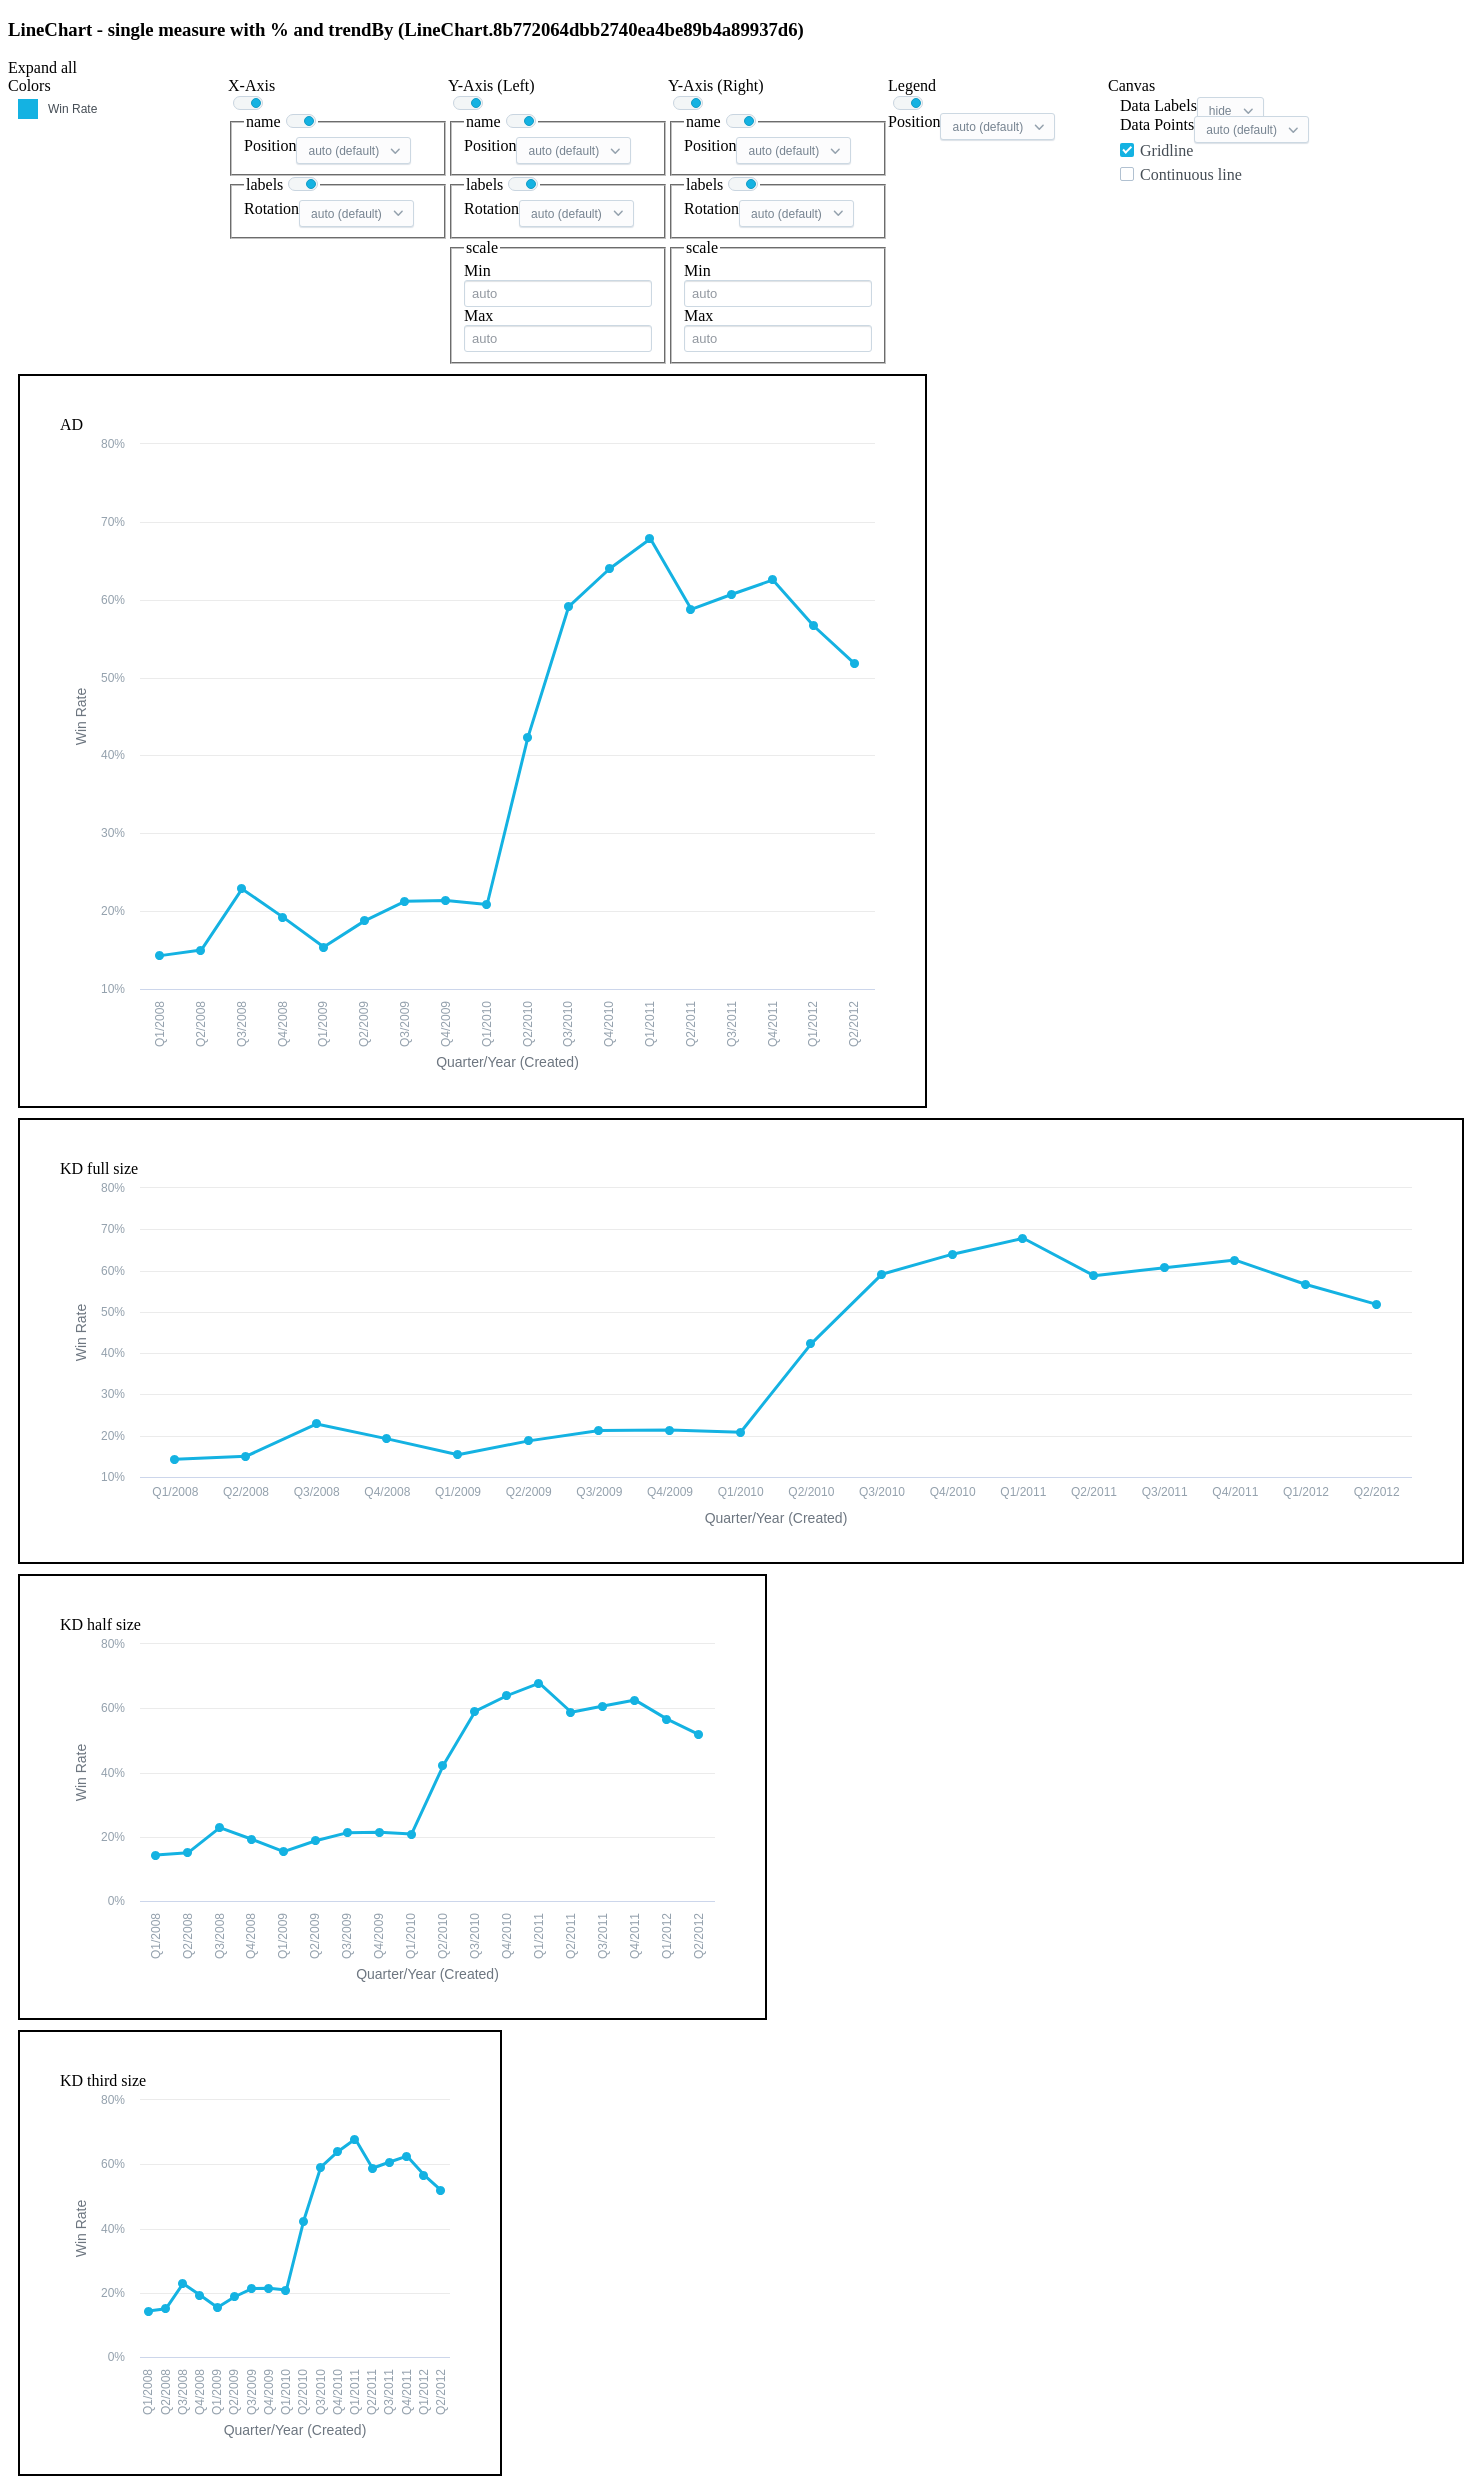 LineChart - single measure with % and trendBy (LineChart.8b772064dbb2740ea4be89b4a89937d6)
Expand all
Colors
Win Rate
X-Axis
name
Position auto (default)
labels
Rotation auto (default)
Y-Axis (Left)
name
Position auto (default)
labels
Rotation auto (default)
scale
Min
auto
Max
auto
Y-Axis (Right)
name
Position auto (default)
labels
Rotation auto (default)
scale
Min
auto
Max
auto
Legend
Position auto (default)
Canvas
Data Labels hide
Data Points auto (default)
Gridline
Continuous line
AD
80%
70%
60%
50%
40%
30%
20%
10%
Win Rate
Q1/2008 Q2/2008 Q3/2008 Q4/2008 Q1/2009 Q2/2009 Q3/2009 Q4/2009 Q1/2010 Q2/2010 Q3/2010 Q4/2010 Q1/2011 Q2/2011 Q3/2011 Q4/2011 Q1/2012 Q2/2012
Quarter/Year (Created)
KD full size
80%
70%
60%
50%
40%
30%
20%
10%
Win Rate
Q1/2008 Q2/2008 Q3/2008 Q4/2008 Q1/2009 Q2/2009 Q3/2009 Q4/2009 Q1/2010 Q2/2010 Q3/2010 Q4/2010 Q1/2011 Q2/2011 Q3/2011 Q4/2011 Q1/2012 Q2/2012
Quarter/Year (Created)
KD half size
80%
60%
40%
20%
0%
Win Rate
Q1/2008 Q2/2008 Q3/2008 Q4/2008 Q1/2009 Q2/2009 Q3/2009 Q4/2009 Q1/2010 Q2/2010 Q3/2010 Q4/2010 Q1/2011 Q2/2011 Q3/2011 Q4/2011 Q1/2012 Q2/2012
Quarter/Year (Created)
KD third size
80%
60%
40%
20%
0%
Win Rate
Q1/2008 Q2/2008 Q3/2008 Q4/2008 Q1/2009 Q2/2009 Q3/2009 Q4/2009 Q1/2010 Q2/2010 Q3/2010 Q4/2010 Q1/2011 Q2/2011 Q3/2011 Q4/2011 Q1/2012 Q2/2012
Quarter/Year (Created)